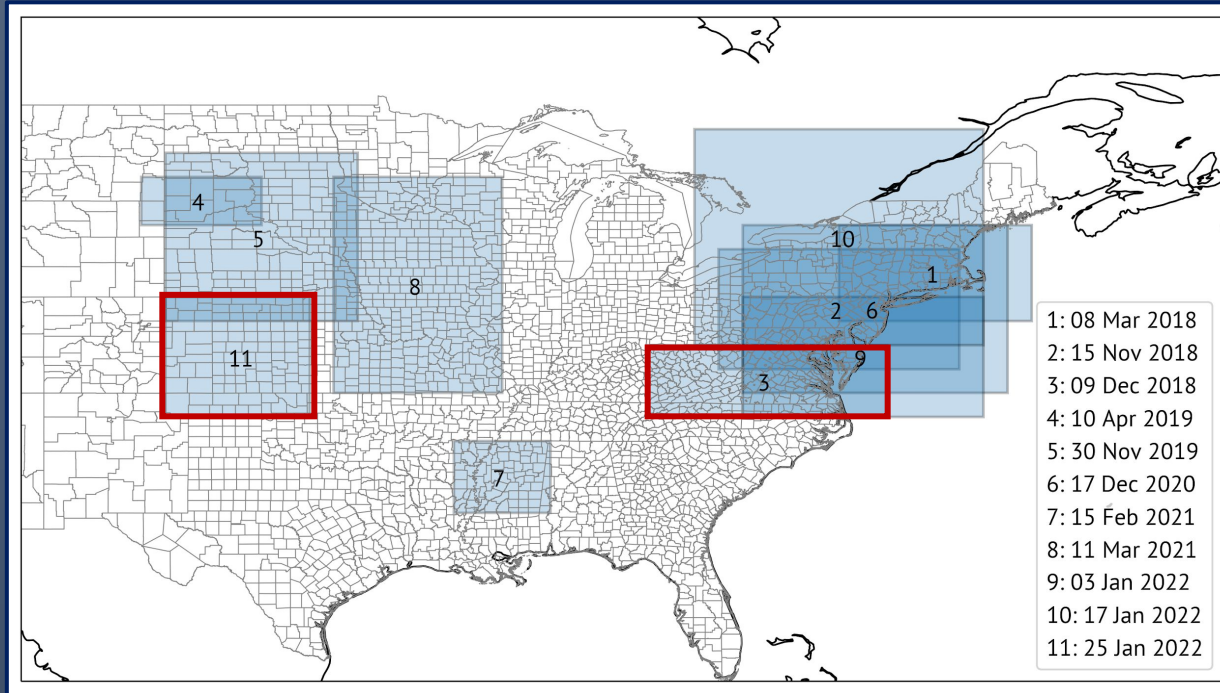 4
5
8
11
7
10
1
2
6
9
3
1: 08 Mar 2018
2: 15 Nov 2018
3: 09 Dec 2018
4: 10 Apr 2019
5: 30 Nov 2019
6: 17 Dec 2020
7: 15 Feb 2021
8: 11 Mar 2021
9: 03 Jan 2022
10: 17 Jan 2022
11: 25 Jan 2022